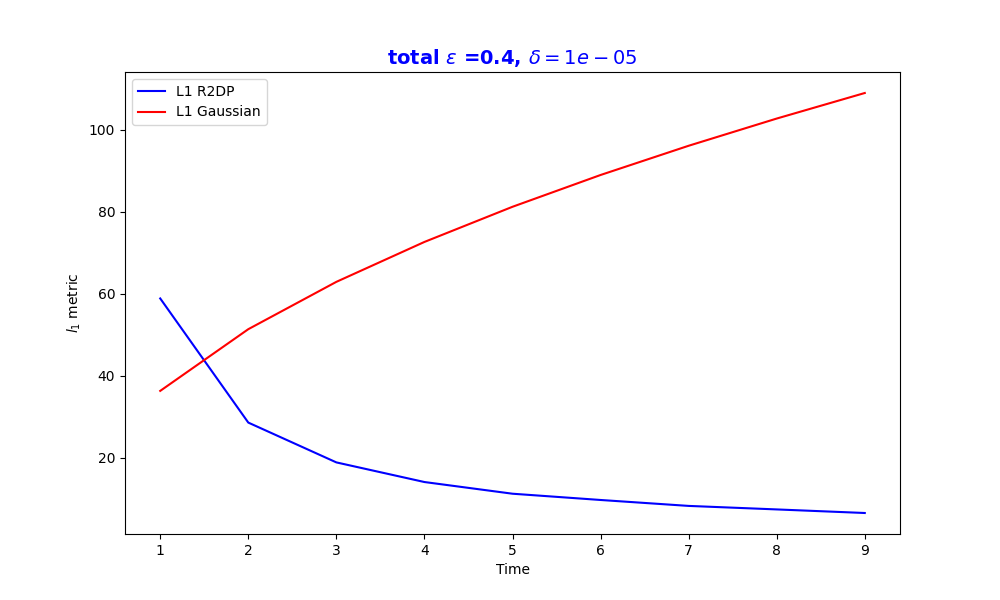 total ε =0.4, δ = 1e − 05
L1 R2DP
L1 Gaussian
100
80
60
40
20
l₁ metric
1 2 3 4 5 6 7 8 9
Time